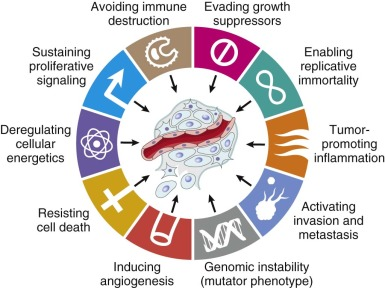 Avoiding immune
destruction
Evading growth
suppressors
Sustaining
proliferative
signaling
Enabling
replicative
immortality
Deregulating
cellular
energetics
Tumor-
promoting
inflammation
Resisting
cell death
Activating
invasion and
metastasis
Inducing
angiogenesis
Genomic instability
(mutator phenotype)